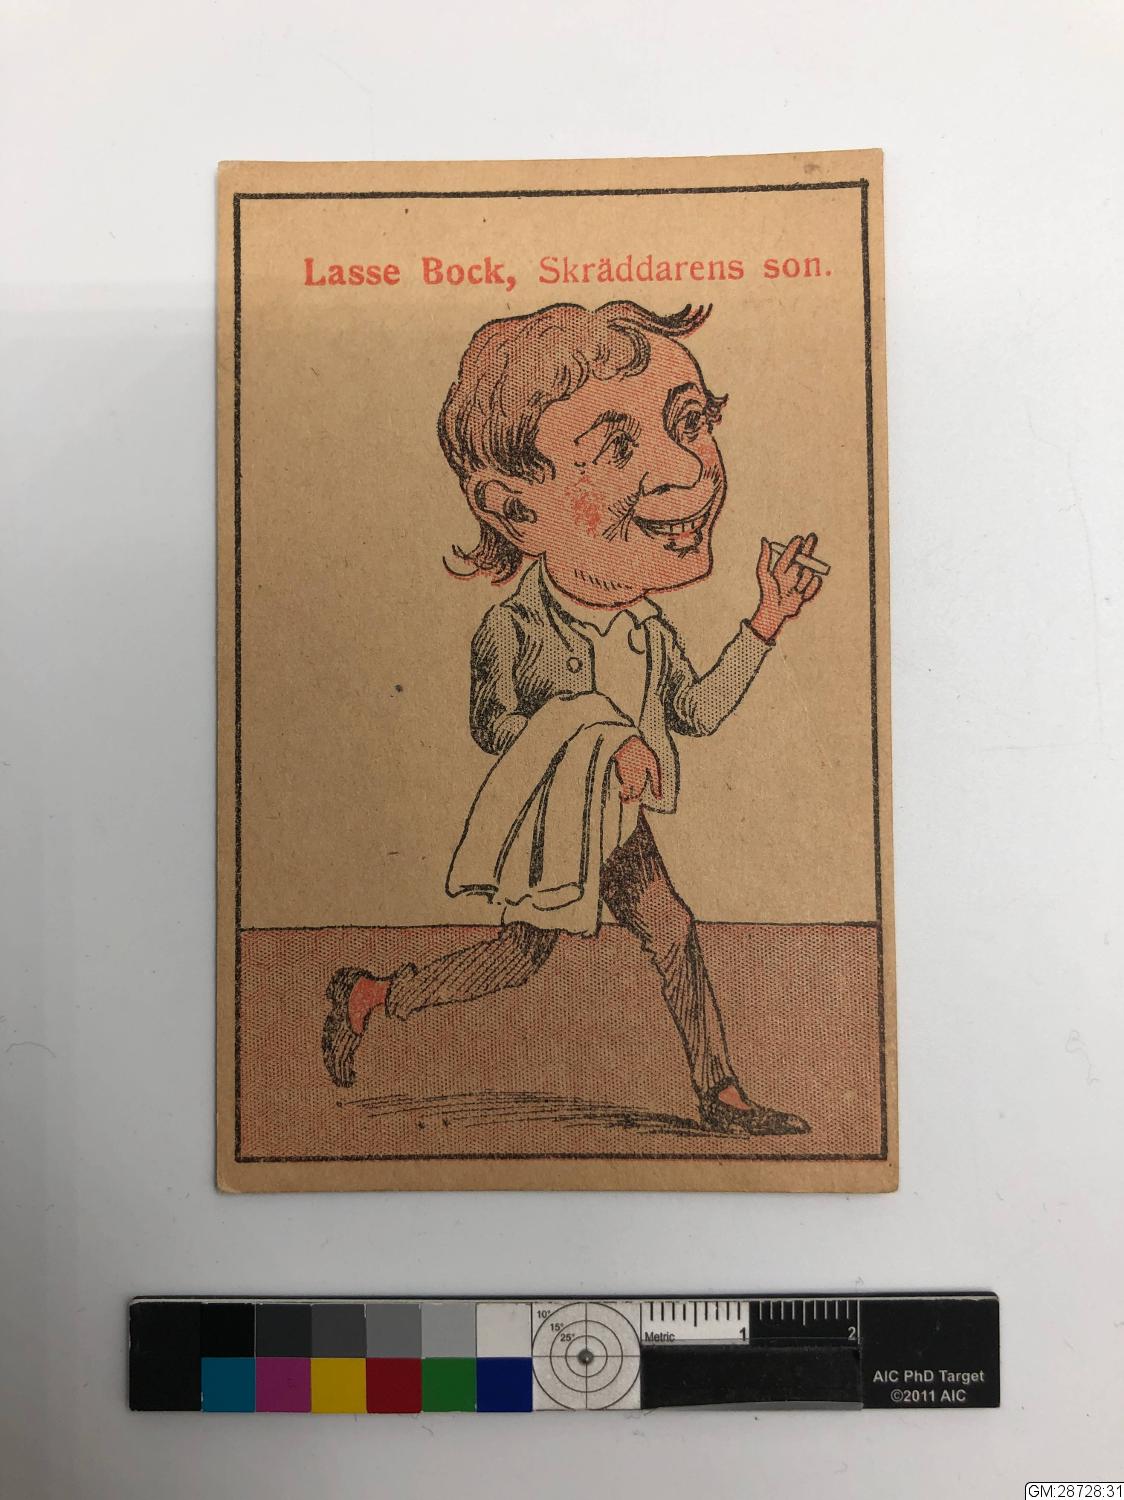 Lasse Bock, Skräddarens son.
10°
15°
25°
Metric 1 2
AIC PhD Target
©2011 AIC
GM:28728:31